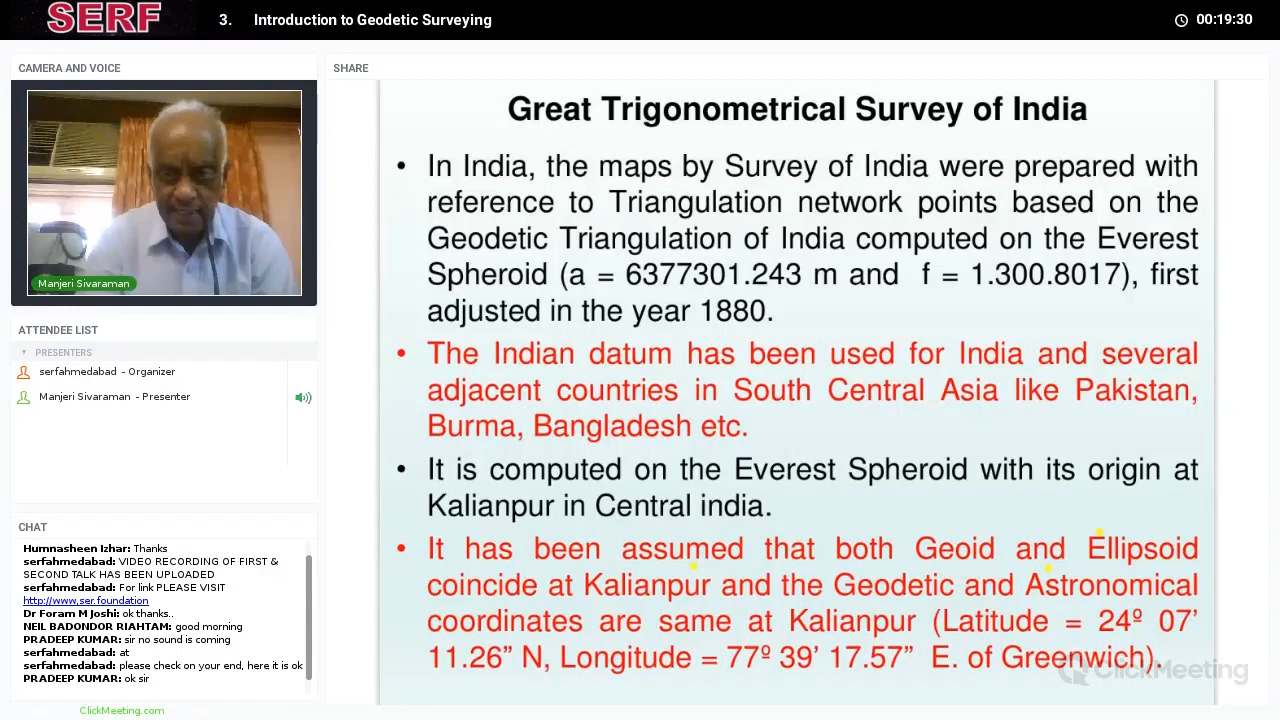 SERF
3. Introduction to Geodetic Surveying
00:19:30
CAMERA AND VOICE
Manjeri Sivaraman
ATTENDEE LIST
PRESENTERS
serfahmedabad - Organizer
Manjeri Sivaraman - Presenter
CHAT
Humnasheen Izhar: Thanks
serfahmedabad: VIDEO RECORDING OF FIRST &
SECOND TALK HAS BEEN UPLOADED
serfahmedabad: For link PLEASE VISIT
http://www.ser.foundation
Dr Foram M Joshi: ok thanks..
NEIL BADONDOR RIAHTAM: good morning
PRADEEP KUMAR: sir no sound is coming
serfahmedabad: at
serfahmedabad: please check on your end, here it is ok
PRADEEP KUMAR: ok sir
ClickMeeting.com
SHARE
Great Trigonometrical Survey of India
• In India, the maps by Survey of India were prepared with
reference to Triangulation network points based on the
Geodetic Triangulation of India computed on the Everest
Spheroid (a = 6377301.243 m and f = 1.300.8017), first
adjusted in the year 1880.
• The Indian datum has been used for India and several
adjacent countries in South Central Asia like Pakistan,
Burma, Bangladesh etc.
• It is computed on the Everest Spheroid with its origin at
Kalianpur in Central india.
• It has been assumed that both Geoid and Ellipsoid
coincide at Kalianpur and the Geodetic and Astronomical
coordinates are same at Kalianpur (Latitude = 24º 07’
11.26” N, Longitude = 77º 39’ 17.57” E. of Greenwich).
ClickMeeting